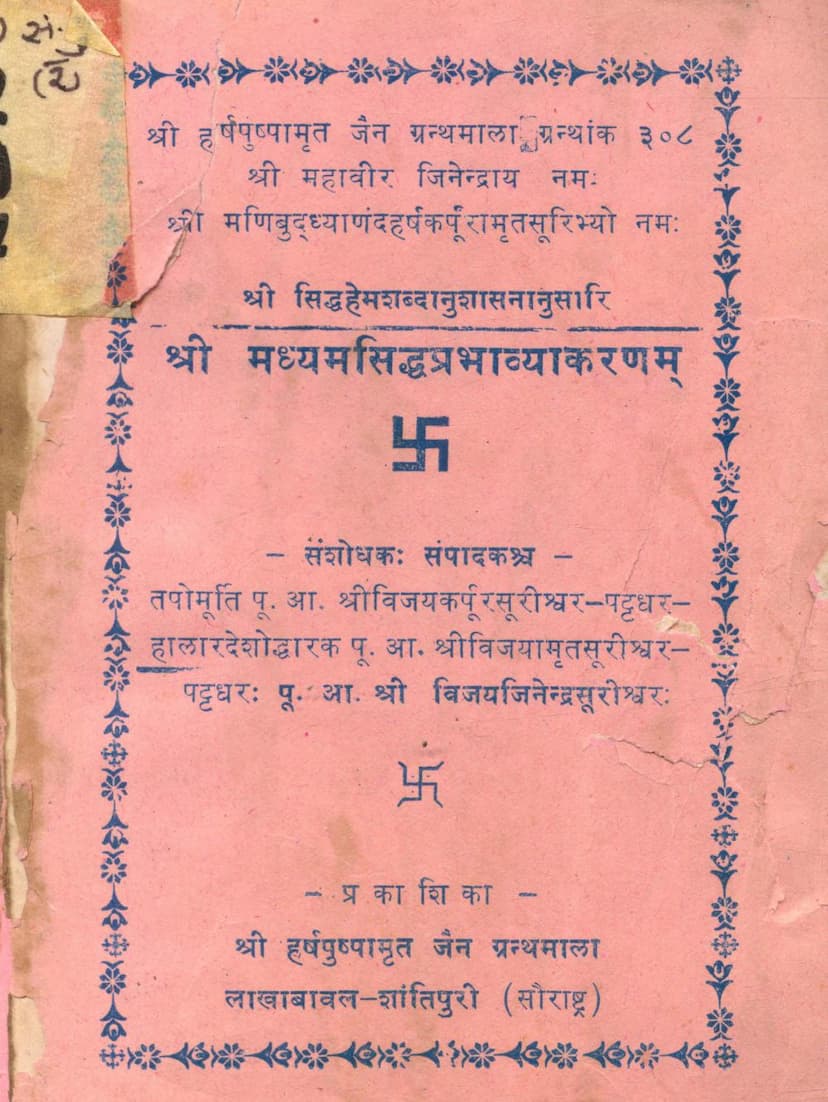 सं.
श्री हर्षपुष्पामृत जैन ग्रन्थमाला ग्रन्थांक ३०८
श्री महावीर जिनेन्द्राय नमः
श्री मणिबुद्ध्याणंदहर्षकर्पूरामृतसूरिभ्यो नमः
श्री सिद्धहेमशब्दानुशासनानुसारि
श्री मध्यमसिद्धप्रभाव्याकरणम्
卐
– संशोधकः संपादकश्च –
तपोमूर्ति पू. आ. श्रीविजयकर्पूरसूरीश्वर–पट्टधर–
हालारदेशोद्धारक पू. आ. श्रीविजयामृतसूरीश्वर–
पट्टधरः पू. आ. श्री विजयजिनेन्द्रसूरीश्वरः
卐
– प्र का शि का –
श्री हर्षपुष्पामृत जैन ग्रन्थमाला
लाखाबावल–शांतिपुरी (सौराष्ट्र)